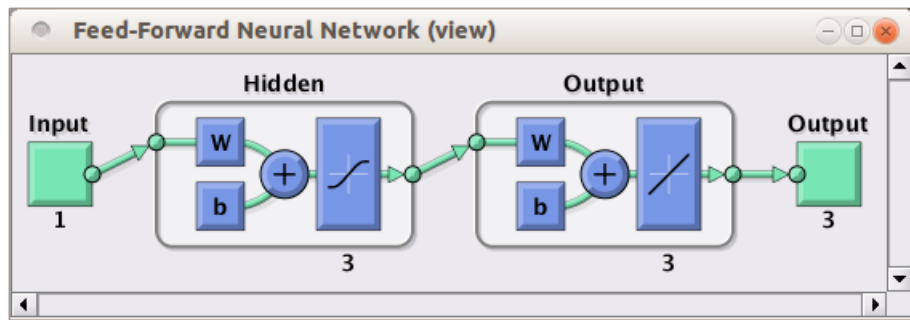 Feed-Forward Neural Network (view)
Hidden
Output
Input
Output
W
W
b
b
1
3
3
3